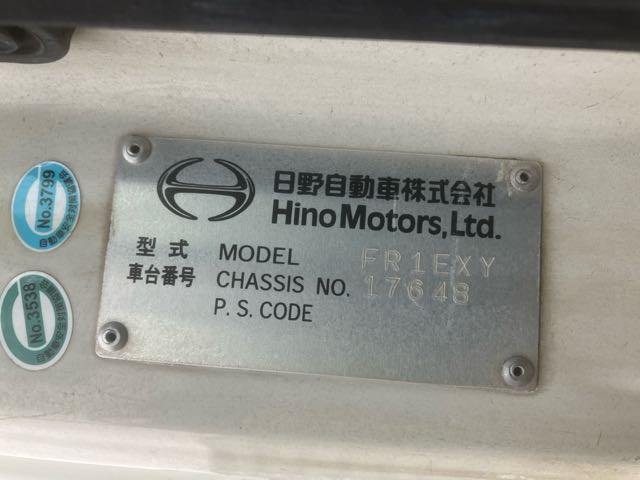 日野自動車株式会社
Hino Motors, Ltd.
型式 MODEL FR1EXY
車台番号 CHASSIS NO. 17648
P.S. CODE
No.3799
No.3538